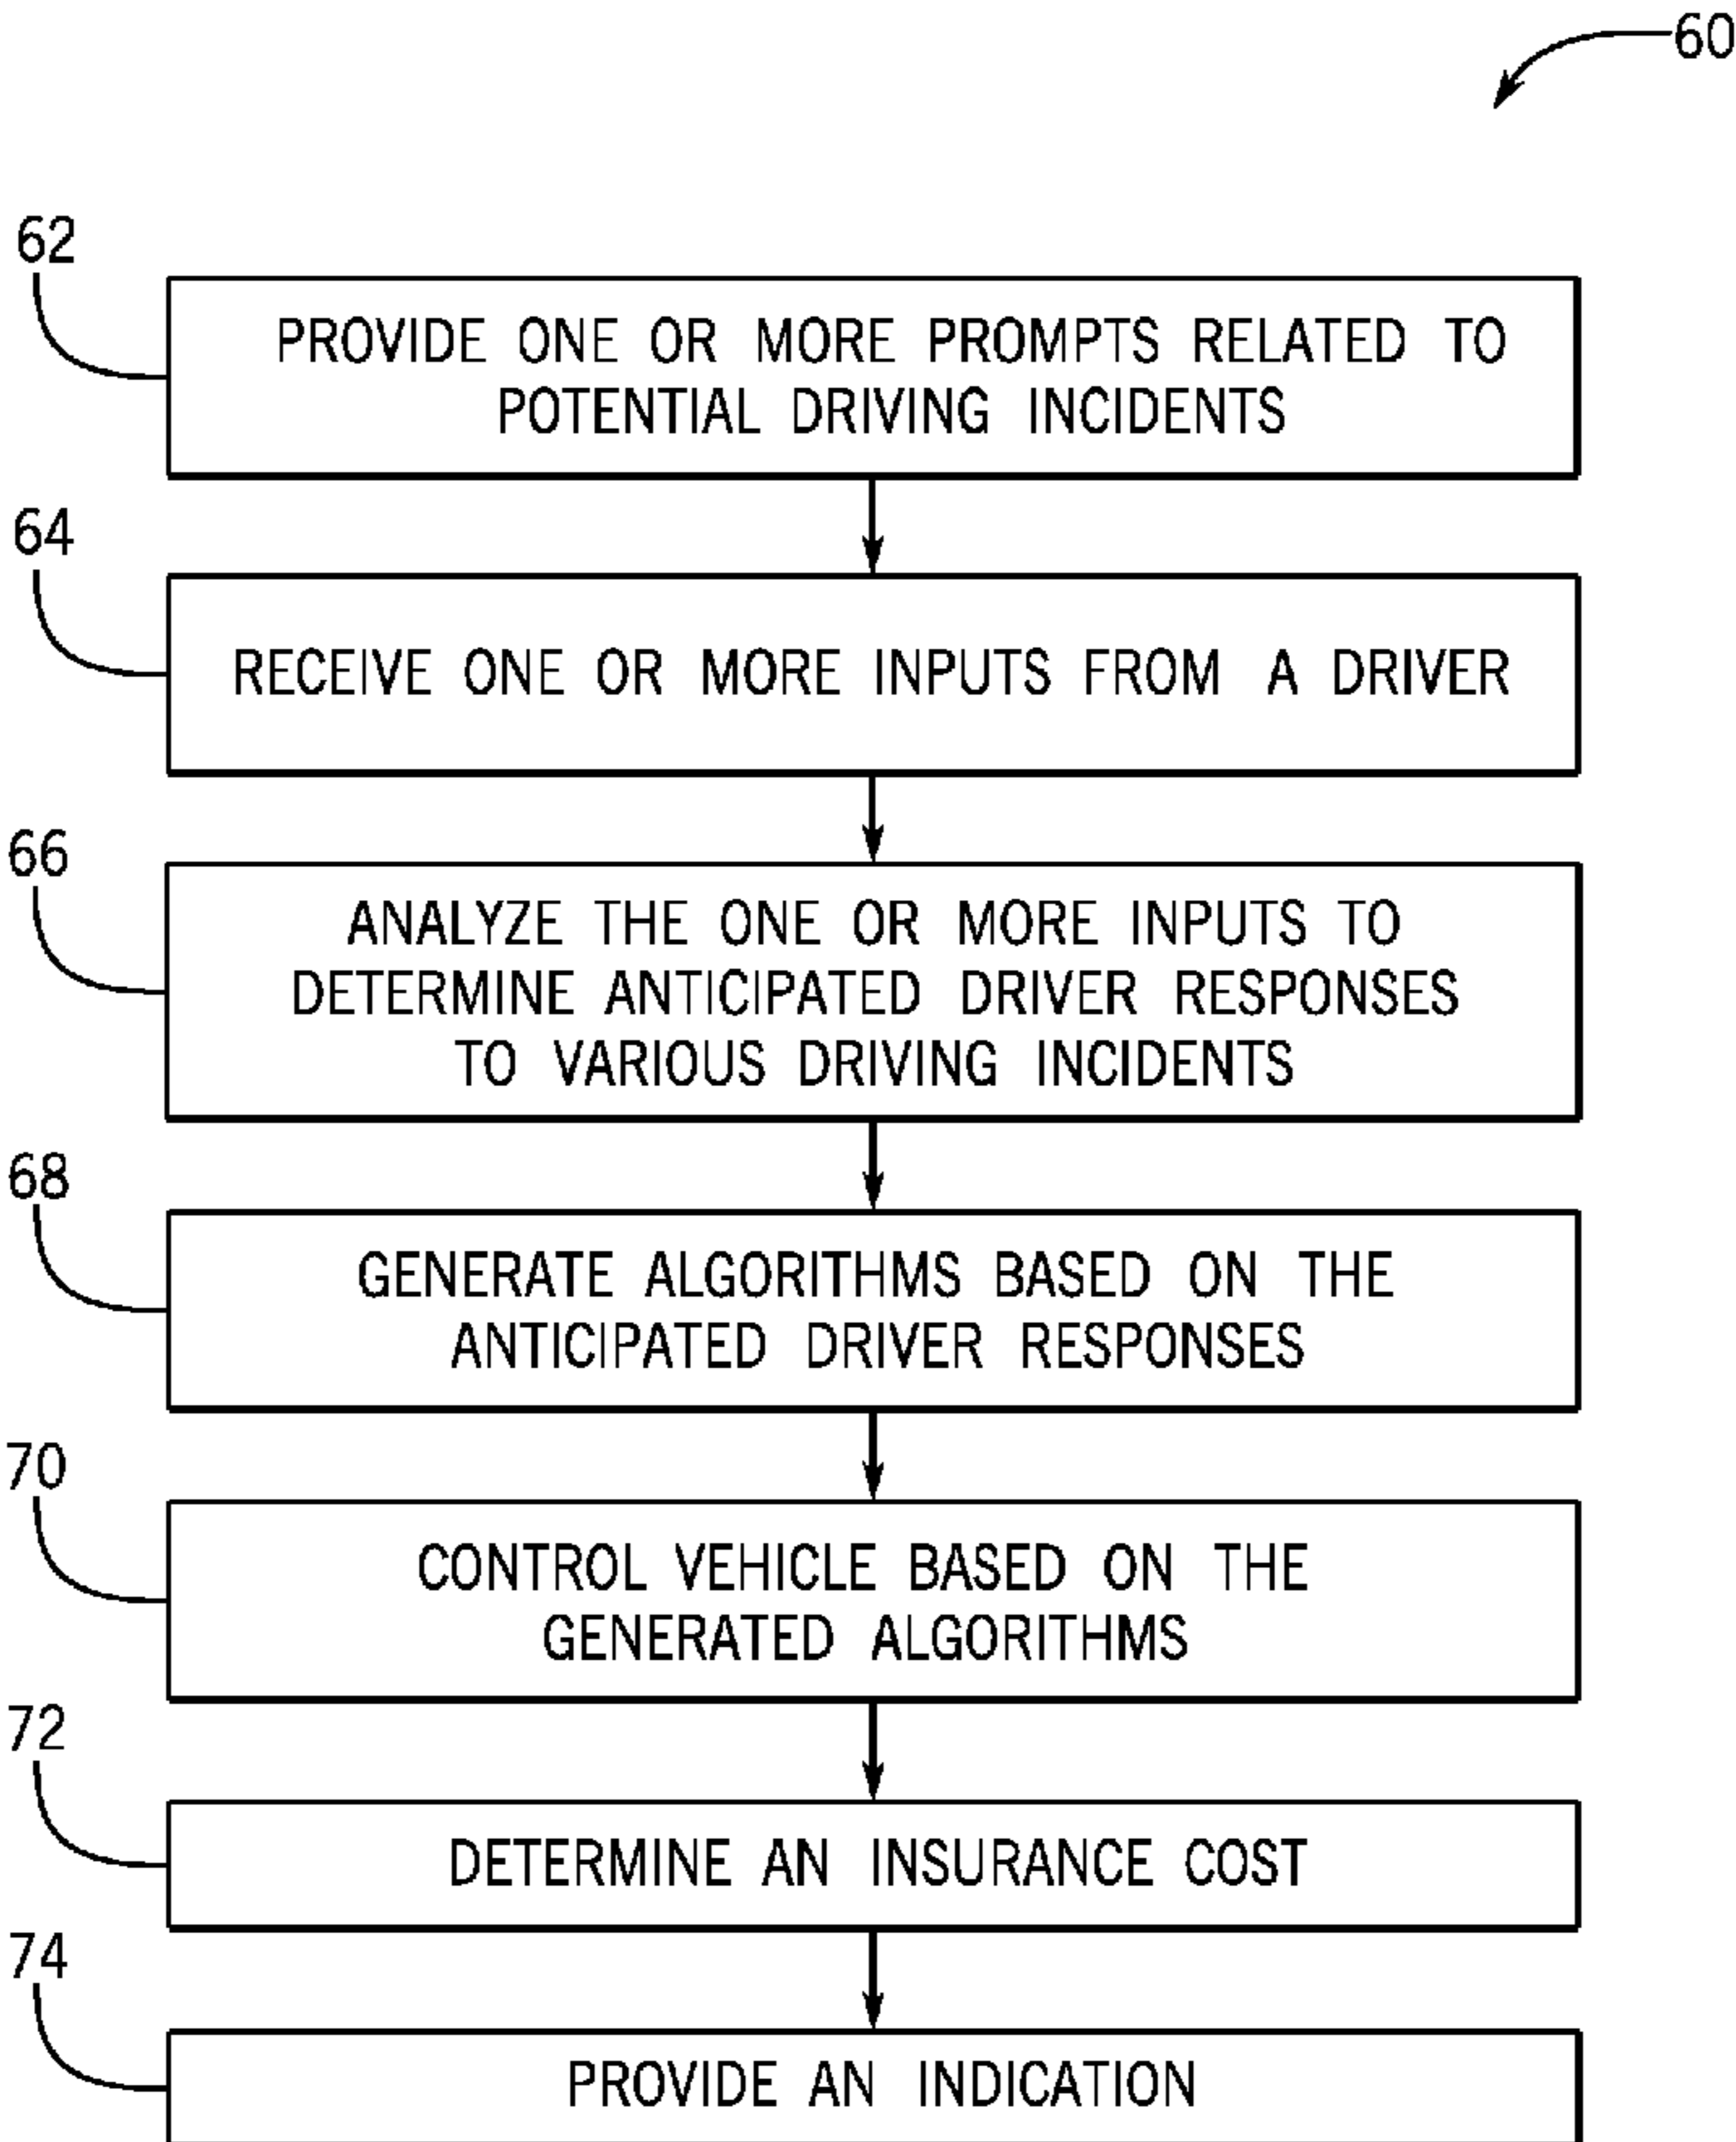 60
62
PROVIDE ONE OR MORE PROMPTS RELATED TO
POTENTIAL DRIVING INCIDENTS
64
RECEIVE ONE OR MORE INPUTS FROM A DRIVER
66
ANALYZE THE ONE OR MORE INPUTS TO
DETERMINE ANTICIPATED DRIVER RESPONSES
TO VARIOUS DRIVING INCIDENTS
68
GENERATE ALGORITHMS BASED ON THE
ANTICIPATED DRIVER RESPONSES
70
CONTROL VEHICLE BASED ON THE
GENERATED ALGORITHMS
72
DETERMINE AN INSURANCE COST
74
PROVIDE AN INDICATION